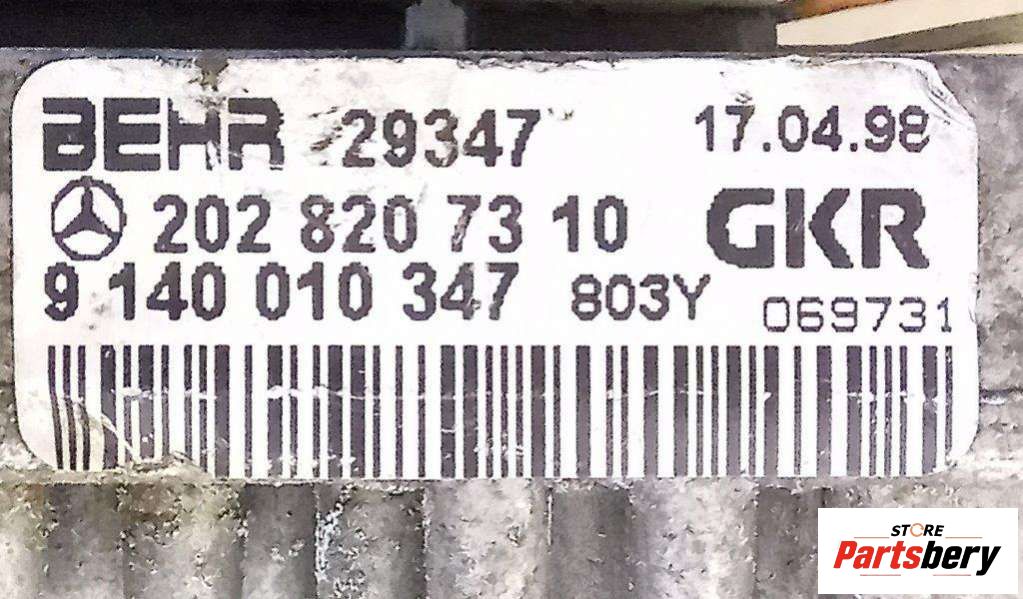 BEHR 29347 17.04.98
202 820 73 10 GKR
9 140 010 347 803Y 069731
STORE
Partsbery